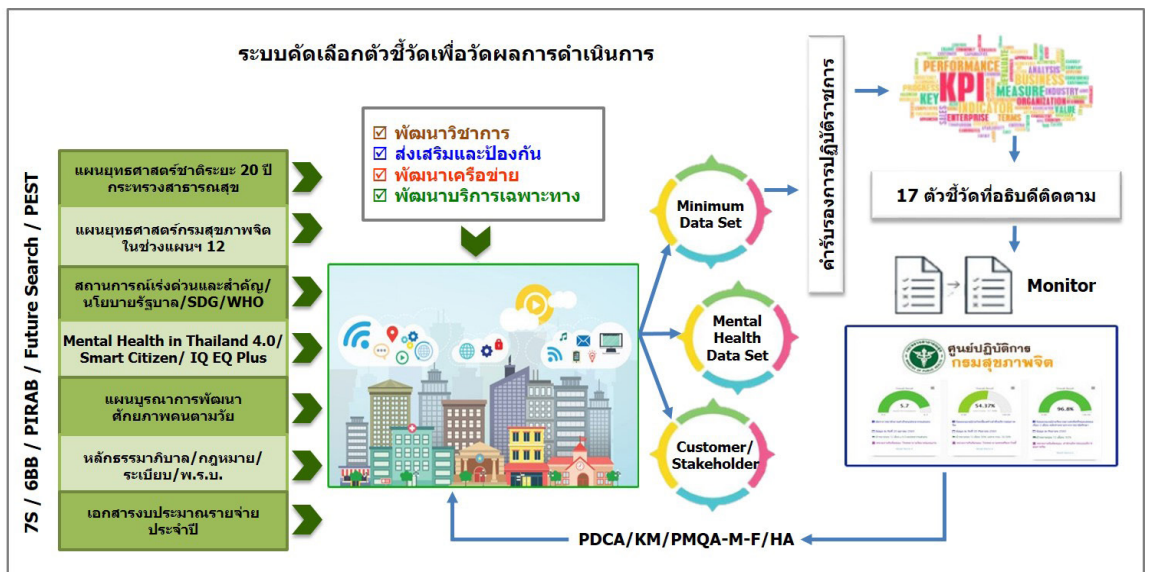 ระบบคัดเลือกตัวชี้วัดเพื่อวัดผลการดำเนินการ
7S / 6BB / PIRAB / Future Search / PEST
แผนยุทธศาสตร์ชาติระยะ 20 ปี
กระทรวงสาธารณสุข
แผนยุทธศาสตร์กรมสุขภาพจิต
ในช่วงแผนฯ 12
สถานการณ์เร่งด่วนและสำคัญ/
นโยบายรัฐบาล/SDG/WHO
Mental Health in Thailand 4.0/
Smart Citizen/ IQ EQ Plus
แผนบูรณาการพัฒนา
ศักยภาพคนตามวัย
หลักธรรมาภิบาล/กฎหมาย/
ระเบียบ/พ.ร.บ.
เอกสารงบประมาณรายจ่าย
ประจำปี
พัฒนาวิชาการ
ส่งเสริมและป้องกัน
พัฒนาเครือข่าย
พัฒนาบริการเฉพาะทาง
Minimum
Data Set
Mental
Health
Data Set
Customer/
Stakeholder
คำรับรองการปฏิบัติราชการ
PERFORMANCE
ANALYSIS
BUSINESS
PROGRESS
KPI
MEASURE
INDUSTRY
KEY
ORGANIZATION
INDICATOR
VALUE
ENTERPRISE
TERMS
17 ตัวชี้วัดที่อธิบดีติดตาม
Monitor
ศูนย์ปฏิบัติการ
กรมสุขภาพจิต
5.7
54.37%
96.8%
PDCA/KM/PMQA-M-F/HA